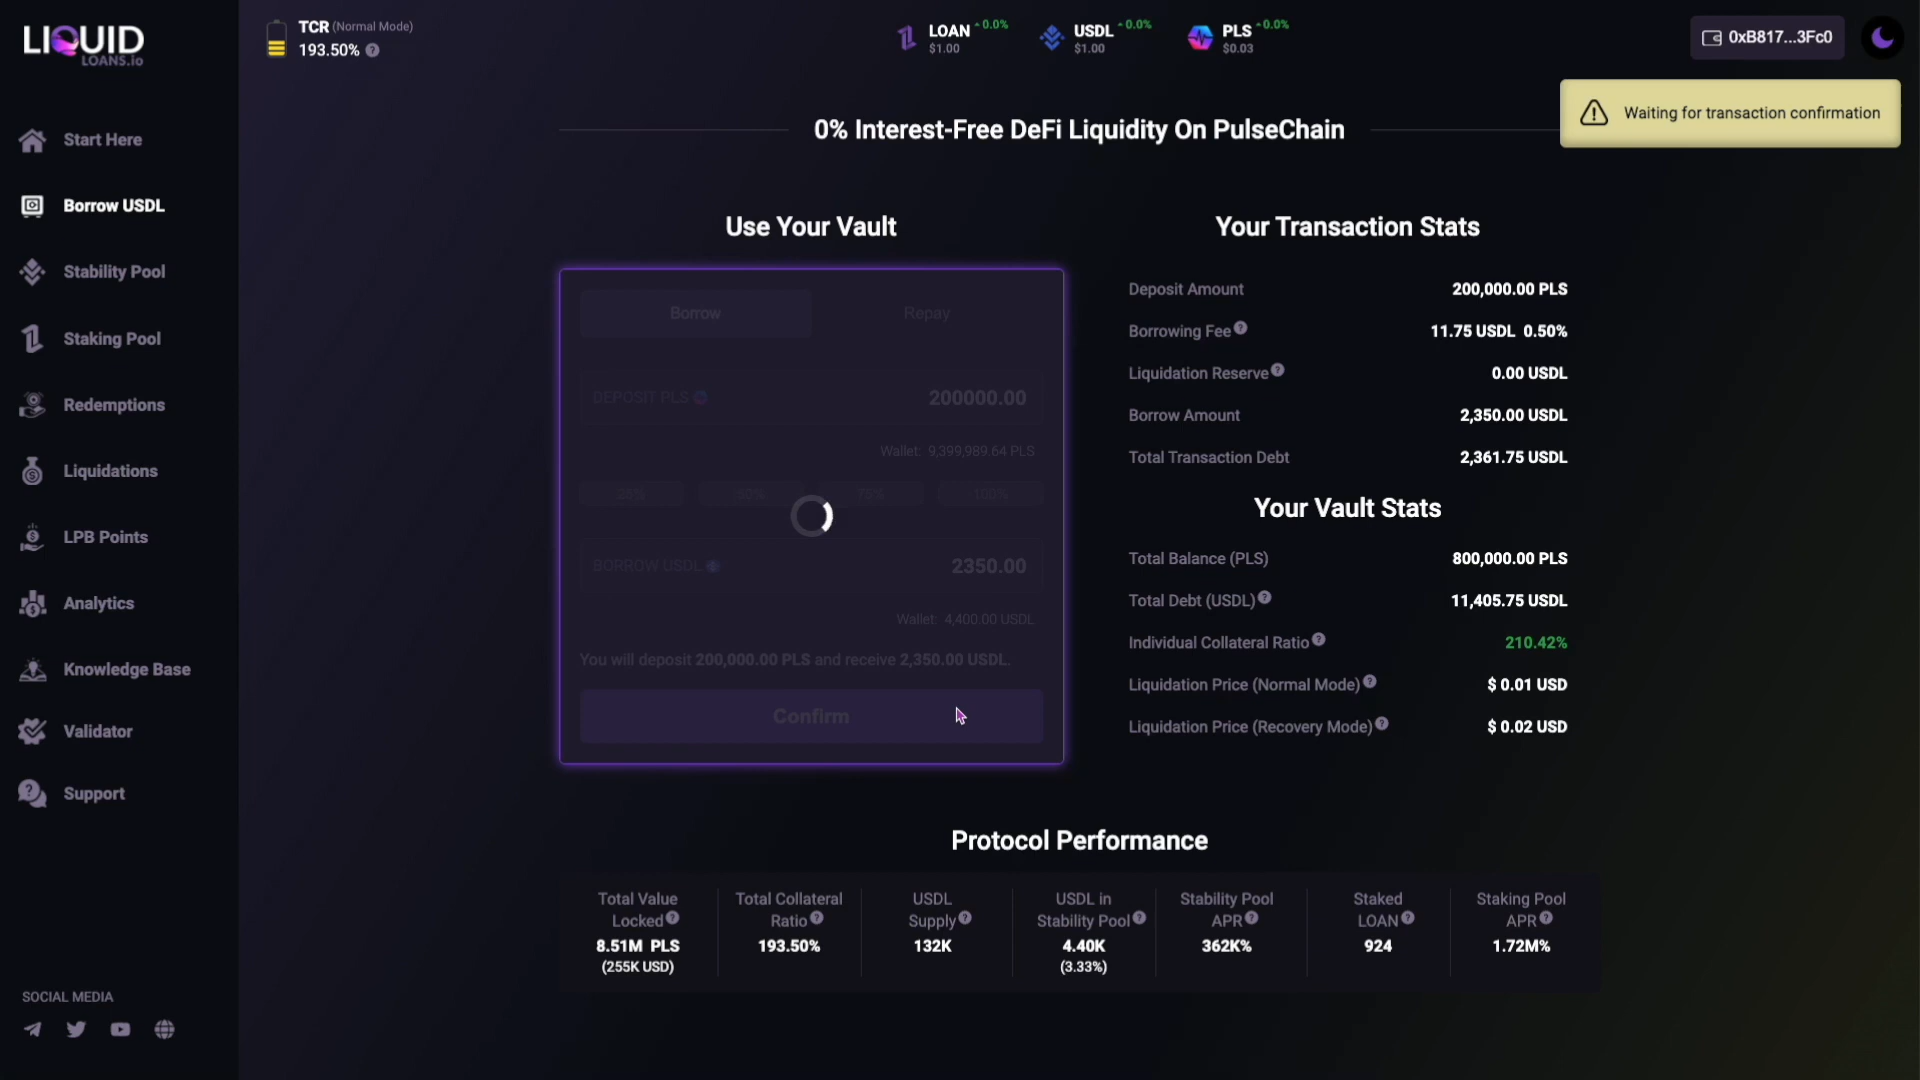 LIQUID
LOANS.io
TCR (Normal Mode)
193.50%
LOAN 0.0%
$1.00
USDL 0.0%
$1.00
PLS 0.0%
$0.03
0xB817...3Fc0
Waiting for transaction confirmation
Start Here
Borrow USDL
Stability Pool
Staking Pool
Redemptions
Liquidations
LPB Points
Analytics
Knowledge Base
Validator
Support
SOCIAL MEDIA
0% Interest-Free DeFi Liquidity On PulseChain
Use Your Vault
Borrow
Repay
DEPOSIT PLS
200000.00
Wallet: 9,399,989.64 PLS
75%
100%
BORROW USDL
2350.00
Wallet: 4,400.00 USDL
You will deposit 200,000.00 PLS and receive 2,350.00 USDL.
Confirm
Your Transaction Stats
Deposit Amount 200,000.00 PLS
Borrowing Fee 11.75 USDL 0.50%
Liquidation Reserve 0.00 USDL
Borrow Amount 2,350.00 USDL
Total Transaction Debt 2,361.75 USDL
Your Vault Stats
Total Balance (PLS) 800,000.00 PLS
Total Debt (USDL) 11,405.75 USDL
Individual Collateral Ratio 210.42%
Liquidation Price (Normal Mode) $ 0.01 USD
Liquidation Price (Recovery Mode) $ 0.02 USD
Protocol Performance
Total Value
Locked
8.51M PLS
(255K USD)
Total Collateral
Ratio
193.50%
USDL
Supply
132K
USDL in
Stability Pool
4.40K
(3.33%)
Stability Pool
APR
362K%
Staked
LOAN
924
Staking Pool
APR
1.72M%